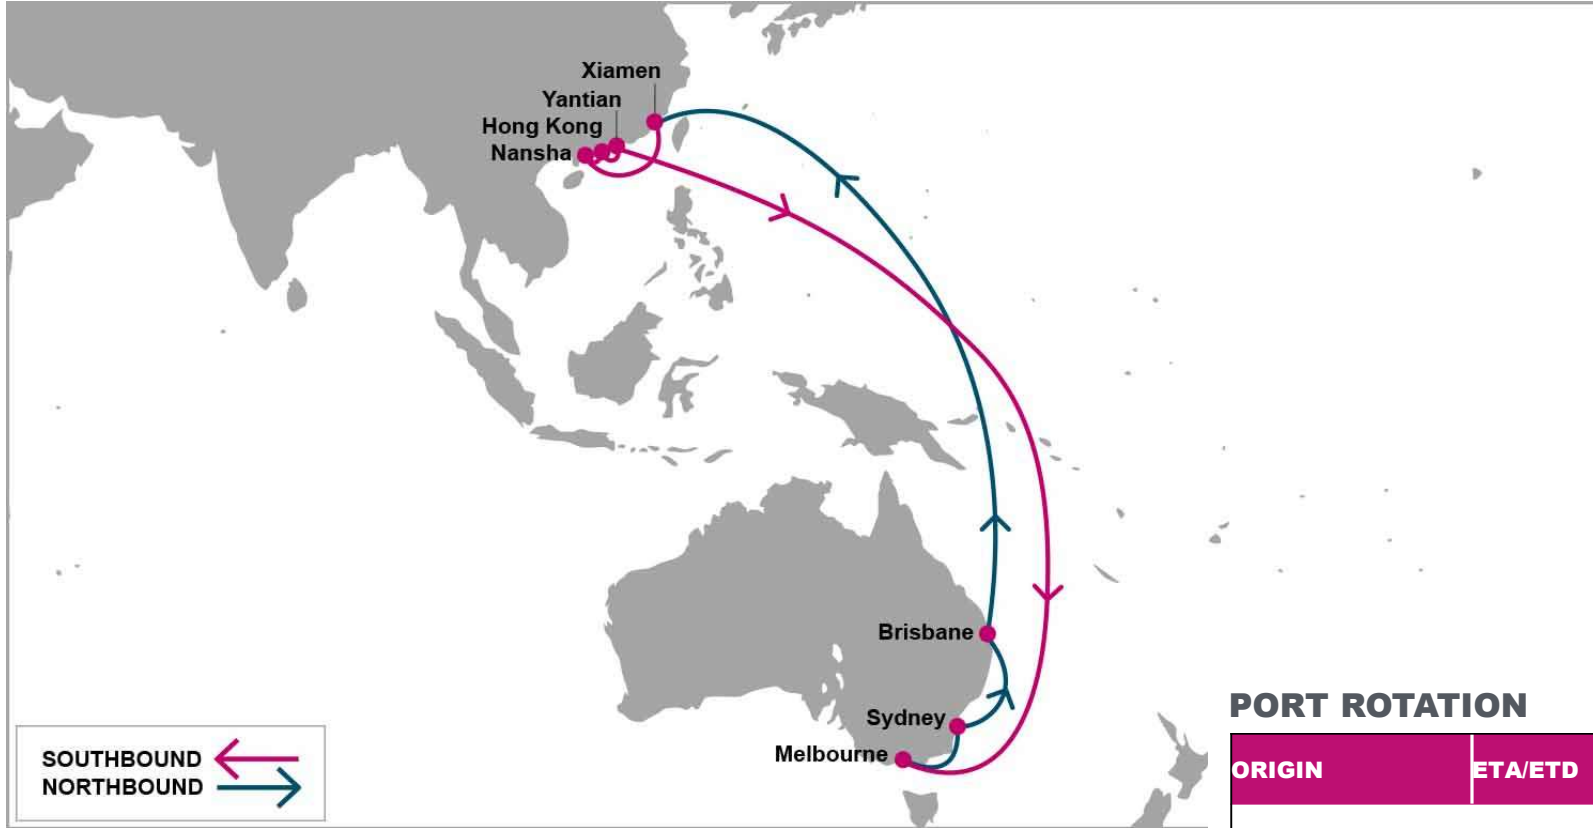 Xiamen
Yantian
Hong Kong
Nansha
Brisbane
Sydney
Melbourne
SOUTHBOUND
NORTHBOUND
PORT ROTATION
ORIGIN ETA/ETD